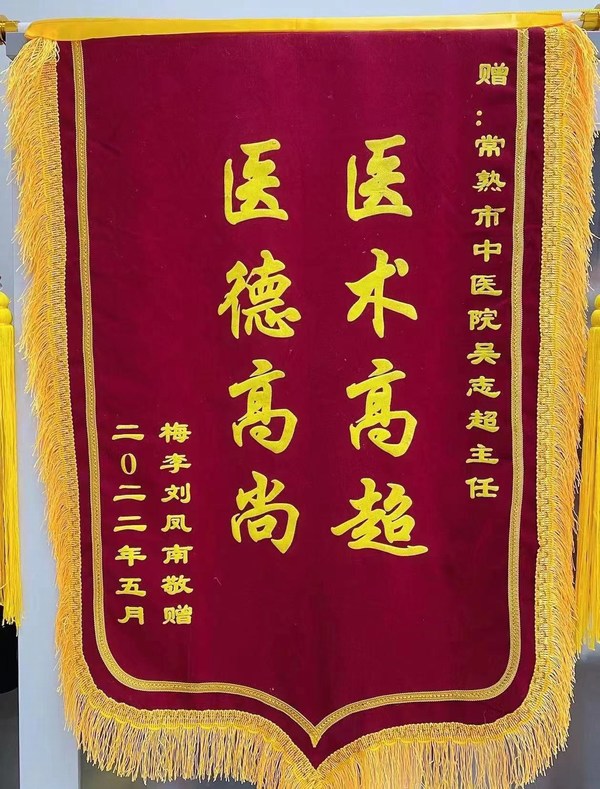 赠：常熟市中医院吴志超主任
医术高超
医德高尚
梅李刘凤南敬赠
二0二二年五月